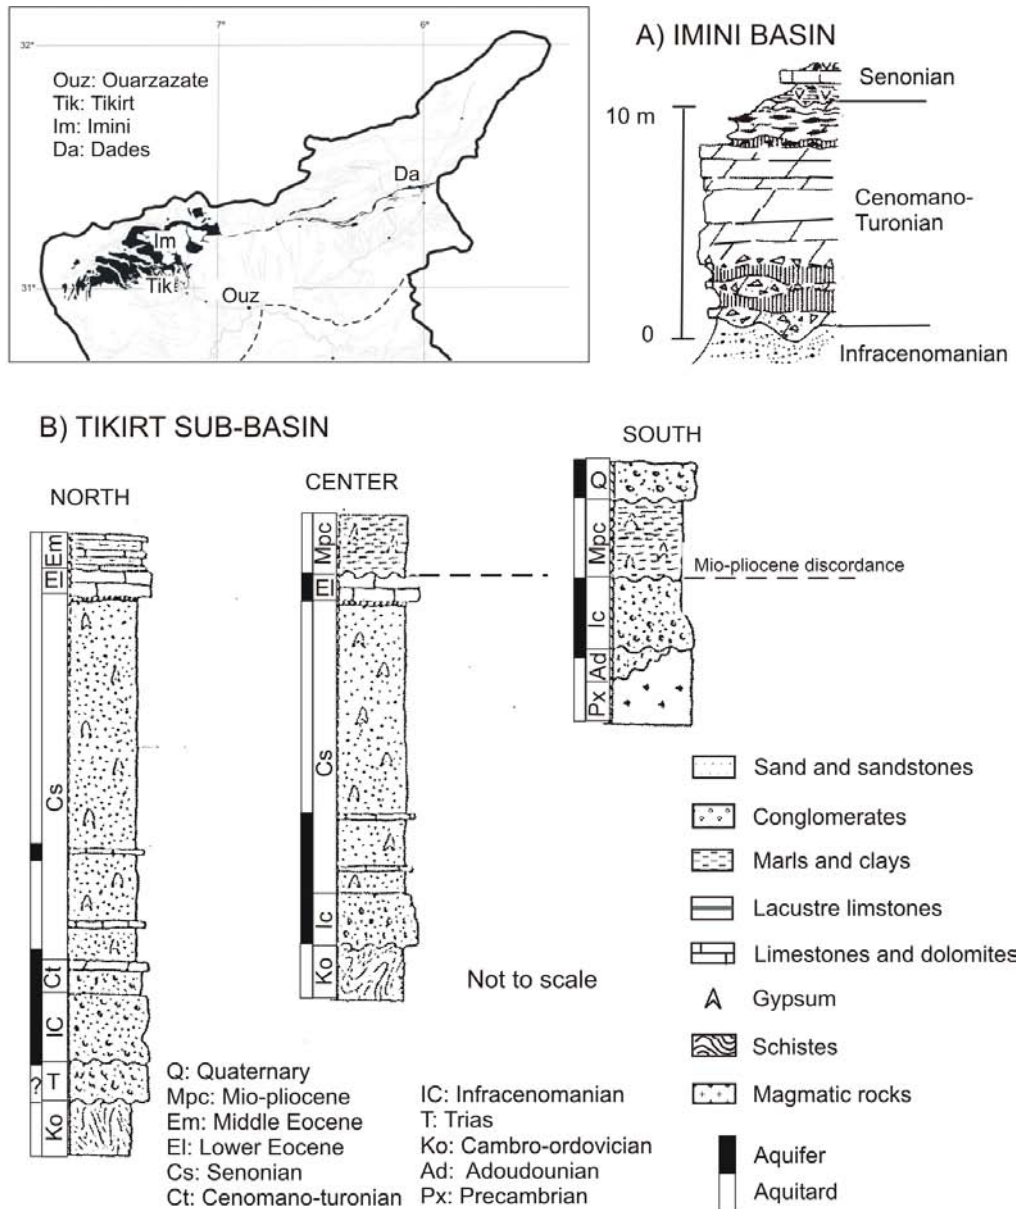 7°
6°
32°
Ouz: Ouarzazate
Tik: Tikirt
Im: Imini
Da: Dades
Da
Im
Tik
Ouz
31°
A) IMINI BASIN
Senonian
10 m
Cenomano-
Turonian
0
Infracenomanian
B) TIKIRT SUB-BASIN
NORTH
Em
El
Cs
Ct
IC
T
?
Ko
CENTER
Mpc
El
Cs
Ic
Ko
SOUTH
Q
Mpc
Ic
Ad
Px
Mio-pliocene discordance
Not to scale
Sand and sandstones
Conglomerates
Marls and clays
Lacustre limstones
Limestones and dolomites
Gypsum
Schistes
Magmatic rocks
Aquifer
Aquitard
Q: Quaternary
Mpc: Mio-pliocene
Em: Middle Eocene
El: Lower Eocene
Cs: Senonian
Ct: Cenomano-turonian
IC: Infracenomanian
T: Trias
Ko: Cambro-ordovician
Ad: Adoudounian
Px: Precambrian